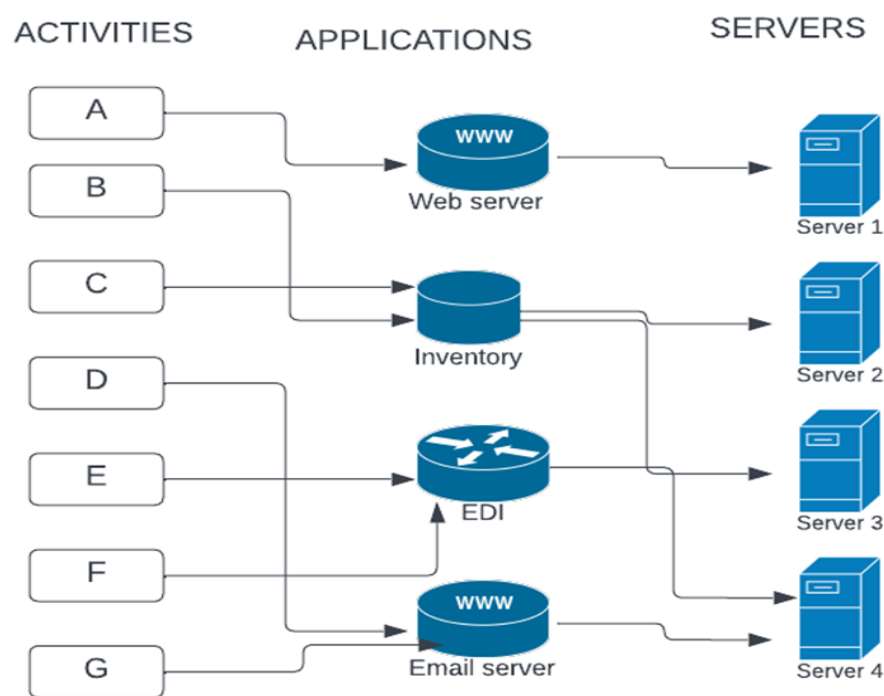 ACTIVITIES
APPLICATIONS
SERVERS
A
B
C
D
E
F
G
WWW
Web server
Inventory
EDI
WWW
Email server
Server 1
Server 2
Server 3
Server 4